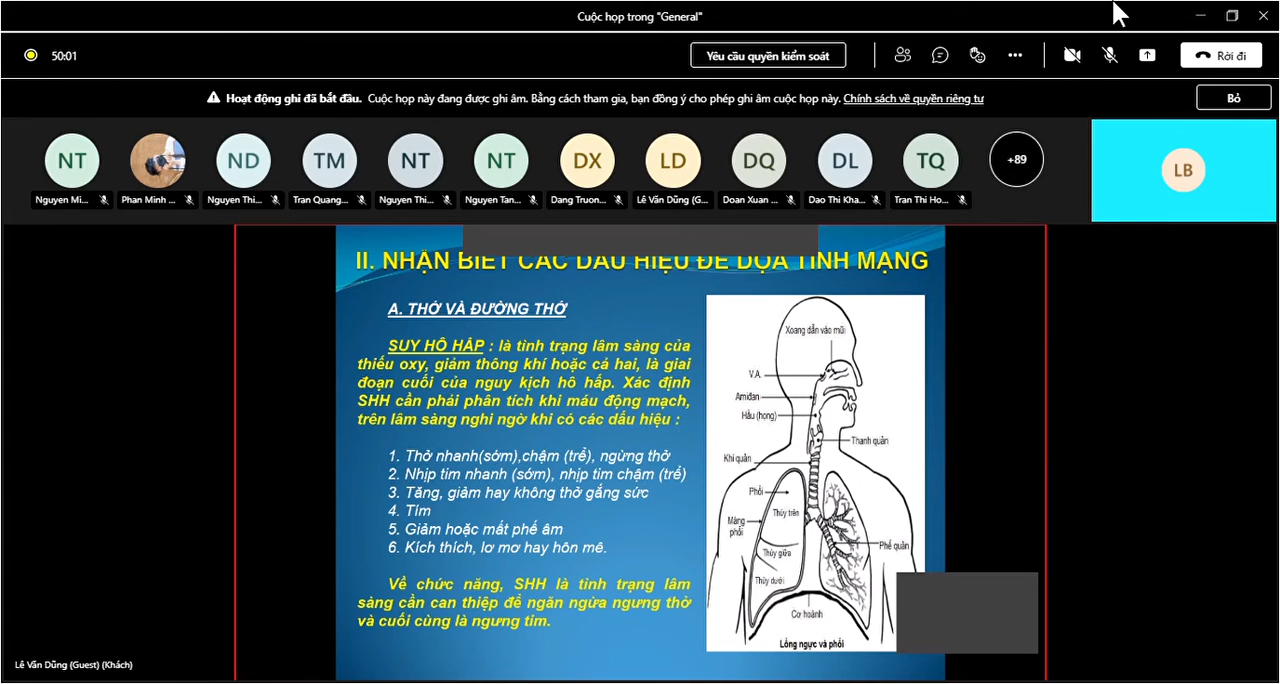 Cuộc họp trong "General"
50:01
Yêu cầu quyền kiểm soát
Rời đi
Hoạt động ghi đã bắt đầu. Cuộc họp này đang được ghi âm. Bằng cách tham gia, bạn đồng ý cho phép ghi âm cuộc họp này. Chính sách về quyền riêng tư
Bỏ
NT ND TM NT NT DX LD DQ DL TQ +89
LB
Nguyen Mi... Phan Minh ... Nguyen Thi... Tran Quang... Nguyen Thi... Nguyen Tan... Dang Truon... Lê Văn Dũng (G... Doan Xuan ... Dao Thi Kha... Tran Thi Ho...
II. NHẬN BIẾT CÁC DẤU HIỆU ĐE DỌA TÍNH MẠNG
A. THỞ VÀ ĐƯỜNG THỞ
SUY HÔ HẤP : là tình trạng lâm sàng của
thiếu oxy, giảm thông khí hoặc cả hai, là giai
đoạn cuối của nguy kịch hô hấp. Xác định
SHH cần phải phân tích khí máu động mạch,
trên lâm sàng nghi ngờ khi có các dấu hiệu :
1. Thở nhanh(sớm),chậm (trể), ngừng thở
2. Nhịp tim nhanh (sớm), nhịp tim chậm (trể)
3. Tăng, giảm hay không thở gắng sức
4. Tím
5. Giảm hoặc mất phế âm
6. Kích thích, lơ mơ hay hôn mê.
Về chức năng, SHH là tình trạng lâm
sàng cần can thiệp để ngăn ngừa ngưng thở
và cuối cùng là ngưng tim.
Xoang dẫn vào mũi
V.A.
Amiđan
Hầu (họng)
Thanh quản
Khí quản
Phổi
Thùy trên
Màng
phổi
Thùy giữa
Phế quản
Thùy dưới
Cơ hoành
Lồng ngực và phổi
Lê Văn Dũng (Guest) (Khách)